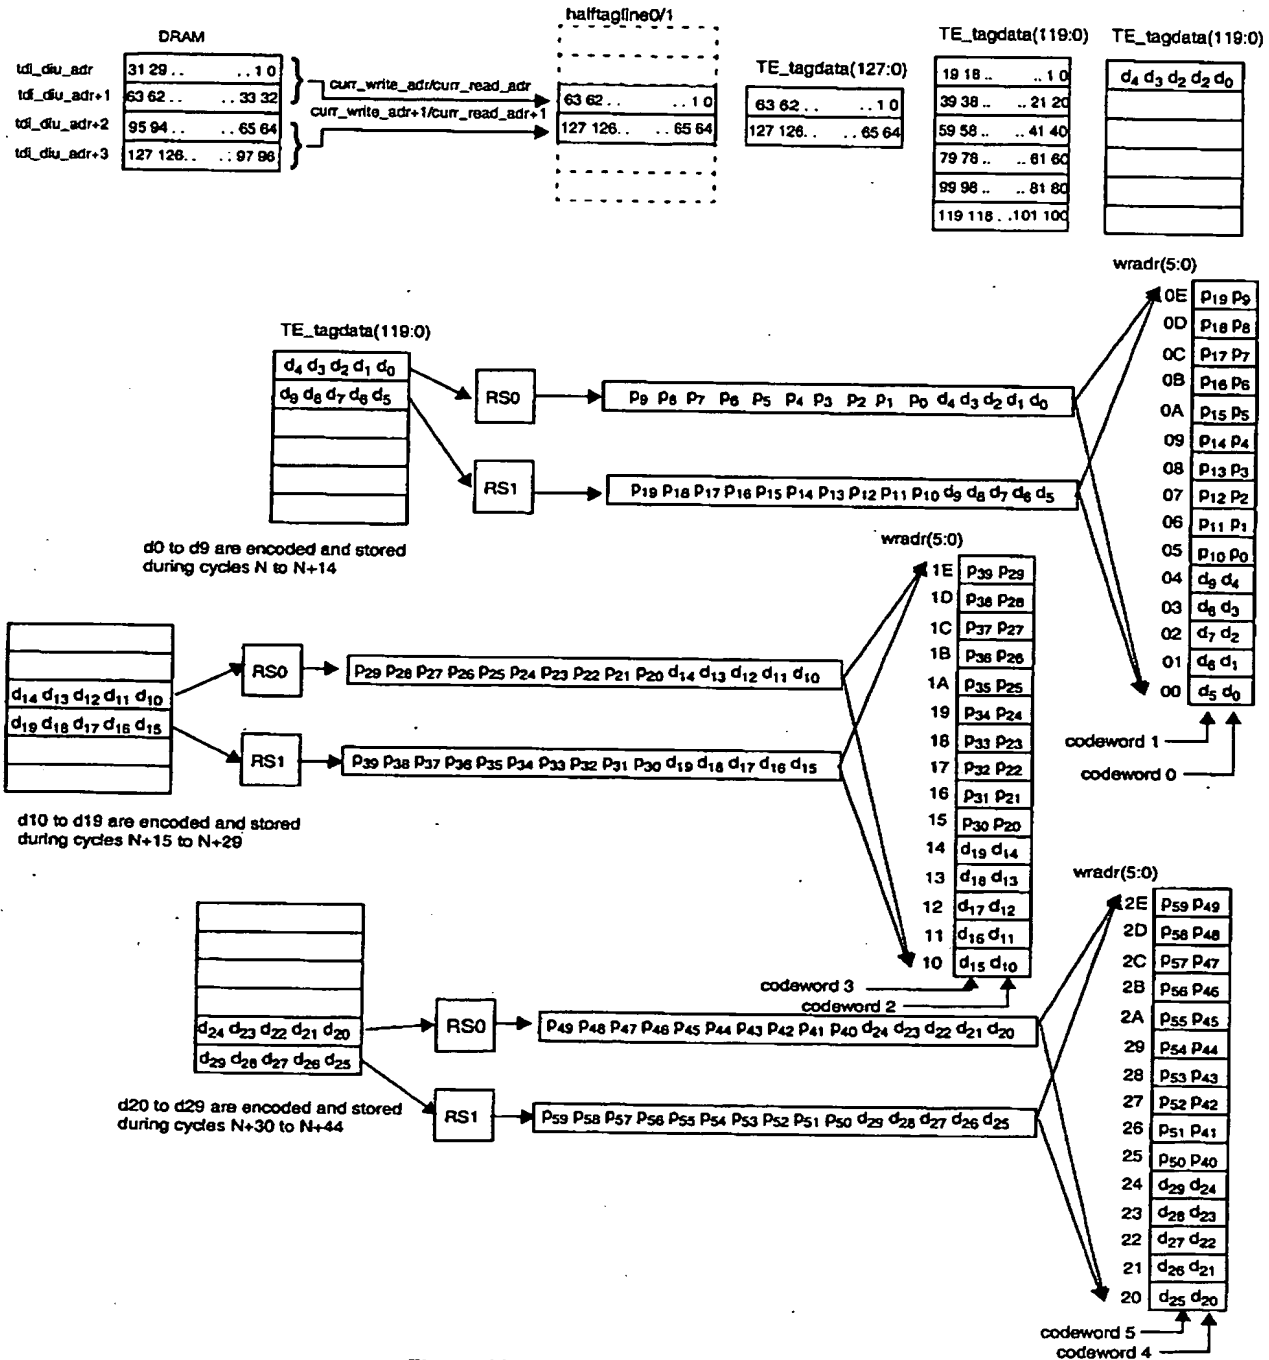 DRAM
tdi_diu_adr
31 29 . . . . 1 0
tdi_diu_adr+1
63 62 . . . . 33 32
tdi_diu_adr+2
95 94 . . . . 65 64
tdi_diu_adr+3
127 126 . . . : 97 96
curr_write_adr/curr_read_adr
curr_write_adr+1/curr_read_adr+1
halftagline0/1
63 62 . . . . 1 0
127 126 . . . . 65 64
TE_tagdata(127:0)
63 62 . . . . 1 0
127 126 . . . . 65 64
TE_tagdata(119:0)
19 18 .. .. 1 0
39 38 .. .. 21 20
59 58 .. .. 41 40
79 78 .. .. 61 60
99 98 .. .. 81 80
119 118 . . 101 100
TE_tagdata(119:0)
d4 d3 d2 d2 d0
TE_tagdata(119:0)
d4 d3 d2 d1 d0
d9 d8 d7 d6 d5
RS0
p9 p8 p7 p6 p5 p4 p3 p2 p1 p0 d4 d3 d2 d1 d0
RS1
p19 p18 p17 p16 p15 p14 p13 p12 p11 p10 d9 d8 d7 d6 d5
d0 to d9 are encoded and stored
during cycles N to N+14
wradr(5:0)
0E p19 p9
0D p18 p8
0C p17 p7
0B p16 p6
0A p15 p5
09 p14 p4
08 p13 p3
07 p12 p2
06 p11 p1
05 p10 p0
04 d9 d4
03 d8 d3
02 d7 d2
01 d6 d1
00 d5 d0
codeword 1
codeword 0
d14 d13 d12 d11 d10
d19 d18 d17 d16 d15
RS0
p29 p28 p27 p26 p25 p24 p23 p22 p21 p20 d14 d13 d12 d11 d10
RS1
p39 p38 p37 p36 p35 p34 p33 p32 p31 p30 d19 d18 d17 d16 d15
d10 to d19 are encoded and stored
during cycles N+15 to N+29
wradr(5:0)
1E p39 p29
1D p38 p28
1C p37 p27
1B p36 p26
1A p35 p25
19 p34 p24
18 p33 p23
17 p32 p22
16 p31 p21
15 p30 p20
14 d19 d14
13 d18 d13
12 d17 d12
11 d16 d11
10 d15 d10
codeword 3
codeword 2
d24 d23 d22 d21 d20
d29 d28 d27 d26 d25
RS0
p49 p48 p47 p46 p45 p44 p43 p42 p41 p40 d24 d23 d22 d21 d20
RS1
p59 p58 p57 p56 p55 p54 p53 p52 p51 p50 d29 d28 d27 d26 d25
d20 to d29 are encoded and stored
during cycles N+30 to N+44
wradr(5:0)
2E p59 p49
2D p58 p48
2C p57 p47
2B p56 p46
2A p55 p45
29 p54 p44
28 p53 p43
27 p52 p42
26 p51 p41
25 p50 p40
24 d29 d24
23 d28 d23
22 d27 d22
21 d26 d21
20 d25 d20
codeword 5
codeword 4